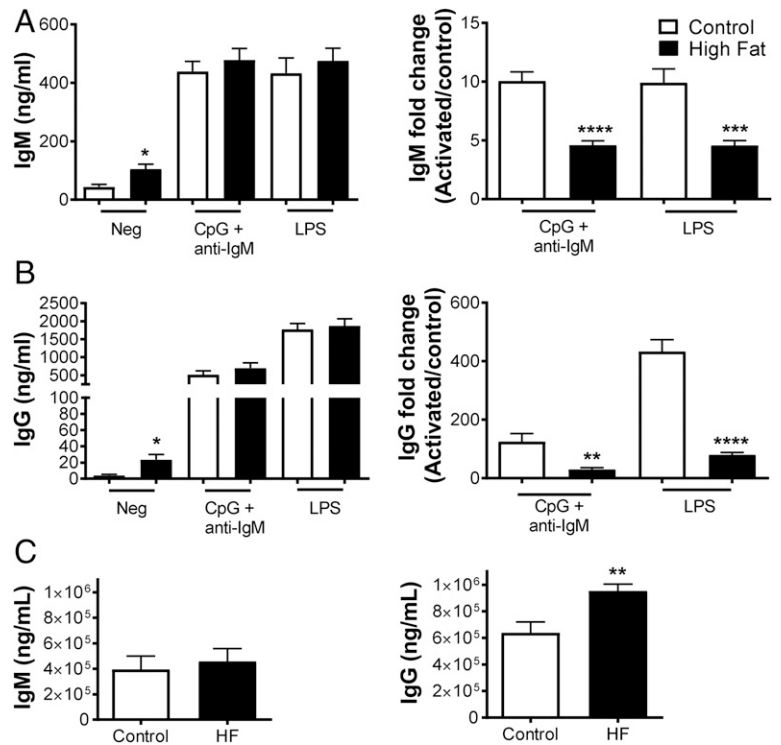 A
IgM (ng/ml)
600
400
200
0
*
Neg
CpG +
anti-IgM
LPS
IgM fold change
(Activated/control)
15
10
5
0
Control
High Fat
****
***
CpG +
anti-IgM
LPS
B
IgG (ng/ml)
2500
2000
1500
1000
500
100
80
60
40
20
0
*
Neg
CpG +
anti-IgM
LPS
IgG fold change
(Activated/control)
600
400
200
0
**
****
CpG +
anti-IgM
LPS
C
IgM (ng/mL)
1×10⁶
8×10⁵
6×10⁵
4×10⁵
2×10⁵
0
Control
HF
IgG (ng/mL)
1×10⁶
8×10⁵
6×10⁵
4×10⁵
2×10⁵
0
**
Control
HF